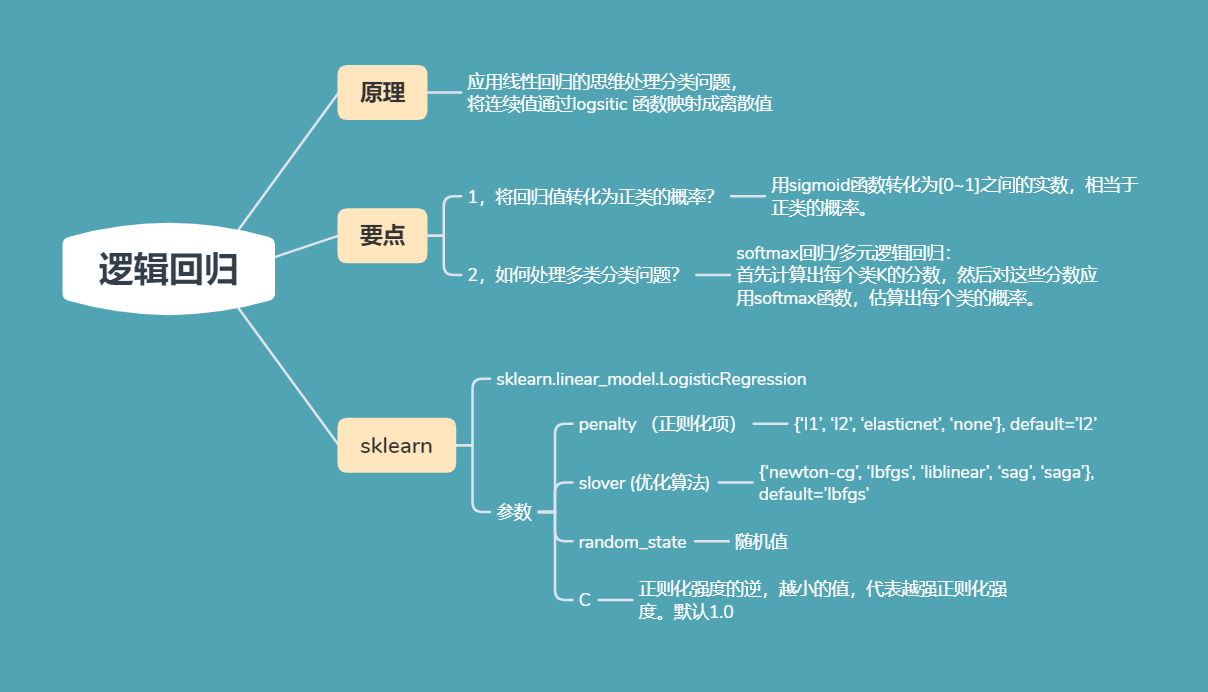 逻辑回归
原理
应用线性回归的思维处理分类问题，
将连续值通过logsitic 函数映射成离散值
要点
1，将回归值转化为正类的概率？
用sigmoid函数转化为[0~1]之间的实数，相当于
正类的概率。
2，如何处理多类分类问题？
softmax回归/多元逻辑回归：
首先计算出每个类K的分数，然后对这些分数应
用softmax函数，估算出每个类的概率。
sklearn
sklearn.linear_model.LogisticRegression
参数
penalty （正则化项）
{‘l1’, ‘l2’, ‘elasticnet’, ‘none’}, default=’l2’
slover (优化算法)
{‘newton-cg’, ‘lbfgs’, ‘liblinear’, ‘sag’, ‘saga’},
default=’lbfgs’
random_state
随机值
C
正则化强度的逆，越小的值，代表越强正则化强
度。默认1.0